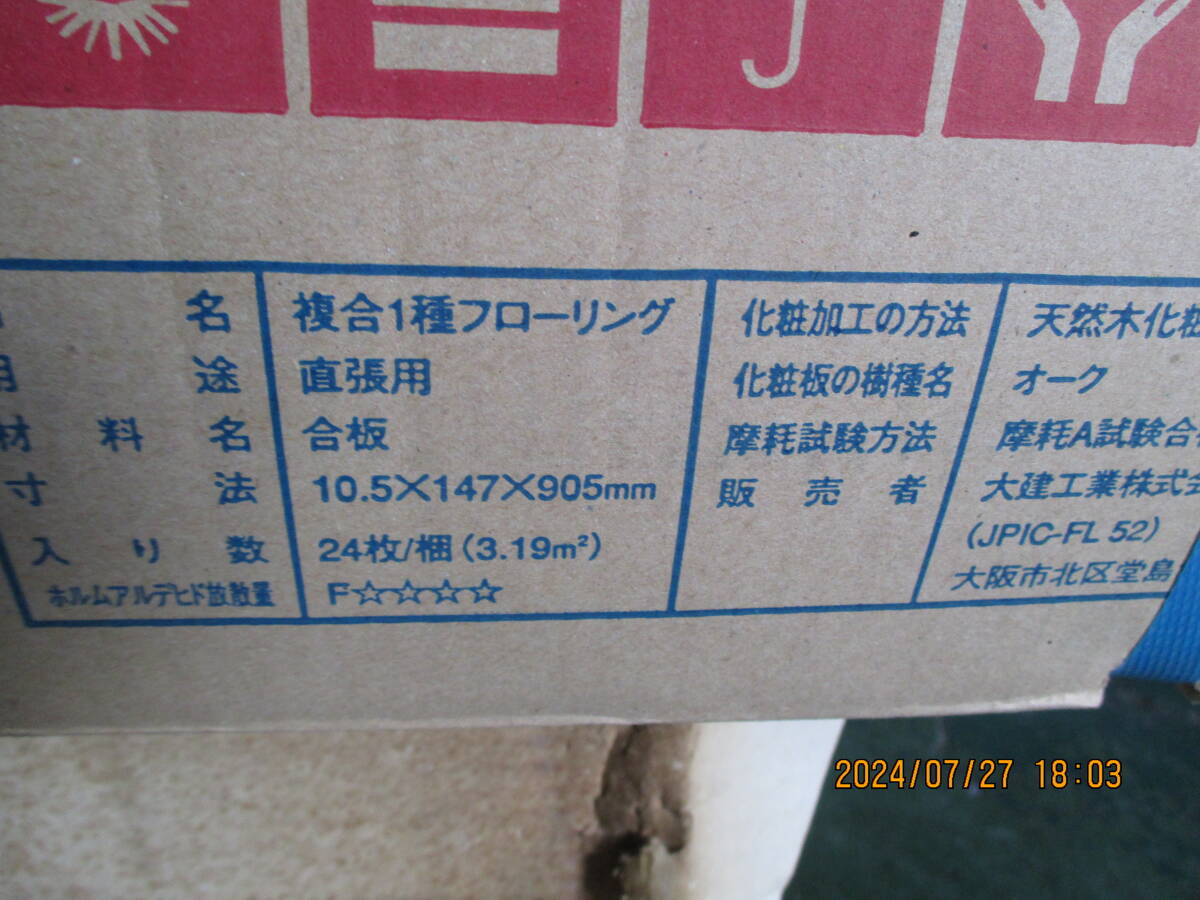 名 複合1種フローリング 化粧加工の方法 天然木化粧
用 途 直張用 化粧板の樹種名 オーク
材 料 名 合板 摩耗試験方法 摩耗A試験合
寸 法 10.5×147×905mm 販 売 者 大建工業株式会
入 り 数 24枚/梱(3.19m²) (JPIC-FL 52)
ホルムアルデヒド放散量 F☆☆☆☆ 大阪市北区堂島
2024/07/27 18:03